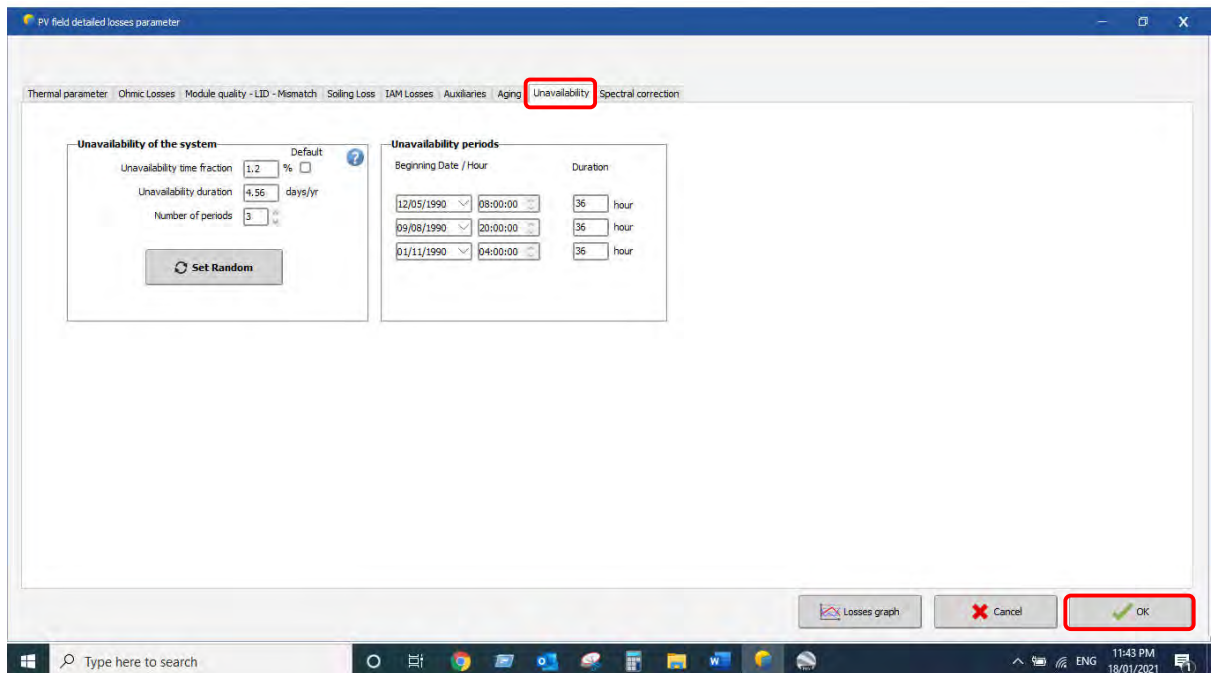 PV field detailed losses parameter
Thermal parameter Ohmic Losses Module quality - LID - Mismatch Soiling Loss IAM Losses Auxiliaries Aging Unavailability Spectral correction
Unavailability of the system
Default
Unavailability time fraction 1.2 %
Unavailability duration 4.56 days/yr
Number of periods 3
Set Random
Unavailability periods
Beginning Date / Hour Duration
12/05/1990 08:00:00 36 hour
09/08/1990 20:00:00 36 hour
01/11/1990 04:00:00 36 hour
Losses graph Cancel OK
Type here to search
ENG
11:43 PM
18/01/2021